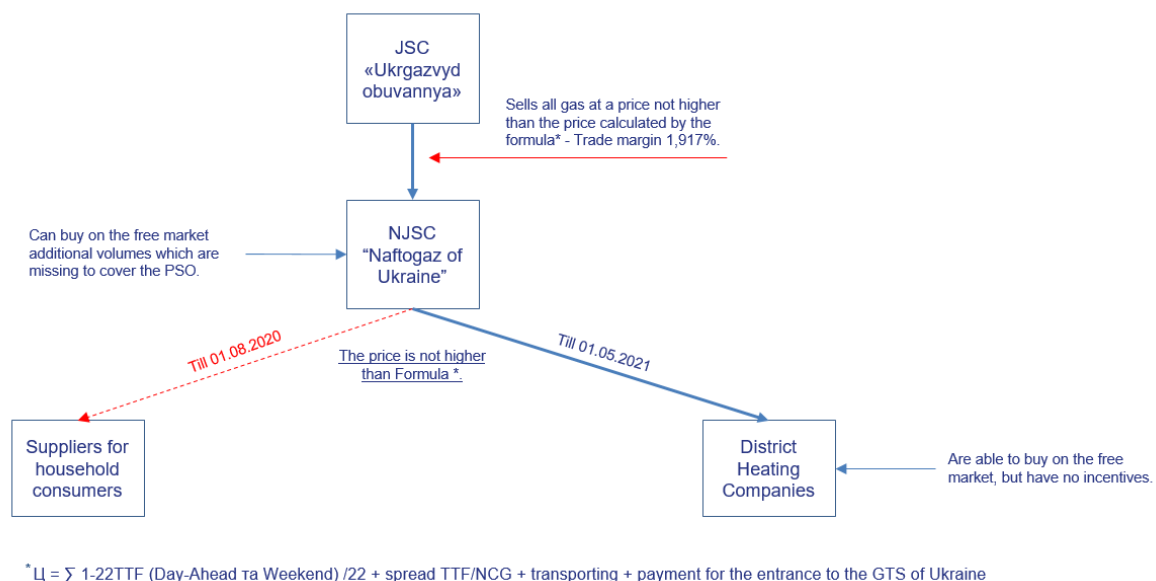 JSC
«Ukrgazvyd
obuvannya»
Sells all gas at a price not higher
than the price calculated by the
formula* - Trade margin 1,917%.
NJSC
“Naftogaz of
Ukraine”
Can buy on the free market
additional volumes which are
missing to cover the PSO.
Till 01.08.2020
The price is not higher
than Formula *.
Till 01.05.2021
Suppliers for
household
consumers
District
Heating
Companies
Are able to buy on the free
market, but have no incentives.
* Ц = ∑ 1-22TTF (Day-Ahead та Weekend) /22 + spread TTF/NCG + transporting + payment for the entrance to the GTS of Ukraine